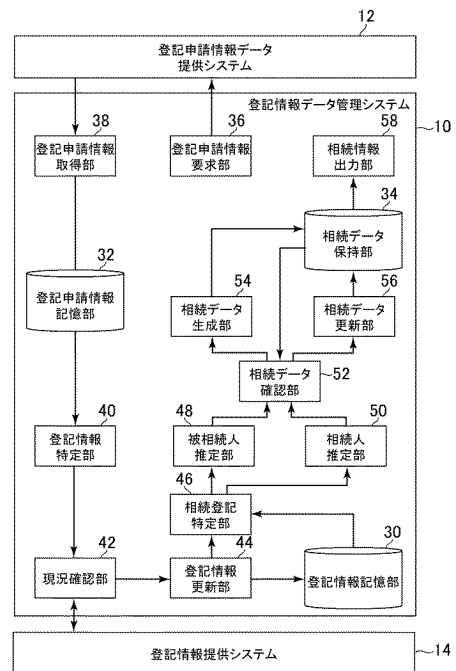 12
登記申請情報データ
提供システム
登記情報データ管理システム
10
38
登記申請情報
取得部
36
登記申請情報
要求部
58
相続情報
出力部
34
相続データ
保持部
32
登記申請情報
記憶部
54
相続データ
生成部
56
相続データ
更新部
相続データ
確認部
52
40
登記情報
特定部
48
被相続人
推定部
50
相続人
推定部
46
相続登記
特定部
42
現況確認部
44
登記情報
更新部
30
登記情報記憶部
登記情報提供システム
14